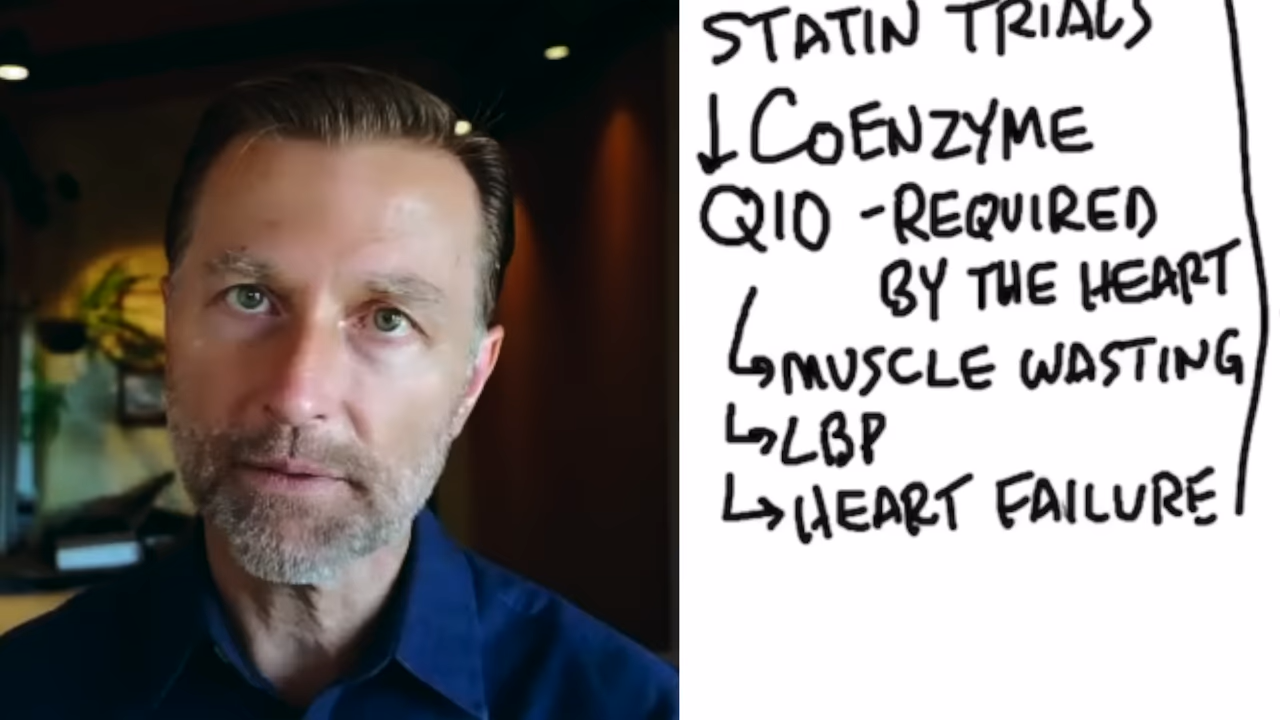 STATIN TRIALS
↓ COENZYME
Q10 - REQUIRED
BY THE HEART
↳ MUSCLE WASTING
↳ LBP
↳ HEART FAILURE